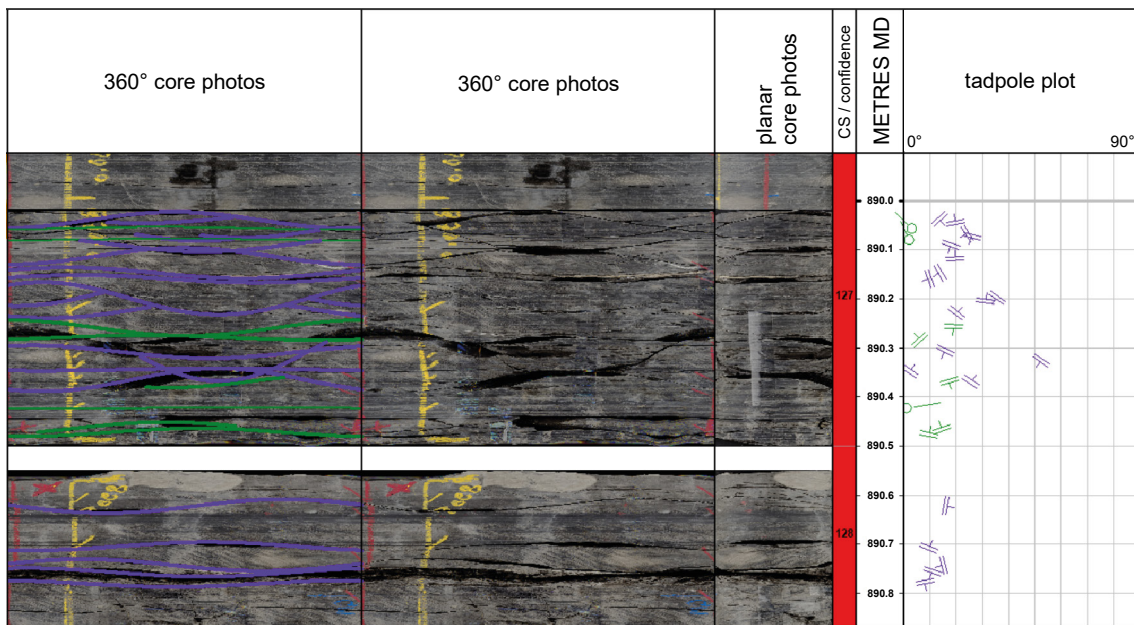 360° core photos
360° core photos
planar
core photos
CS / confidence
METRES MD
tadpole plot
0°
90°
127
128
890.0
890.1
890.2
890.3
890.4
890.5
890.6
890.7
890.8